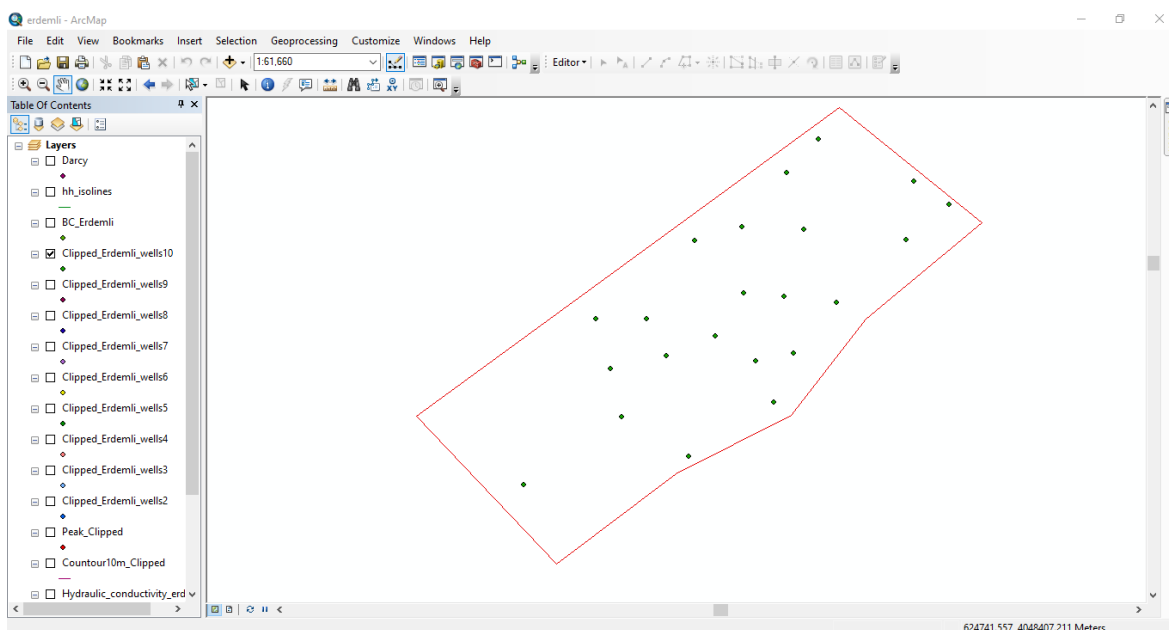 erdemli - ArcMap
File Edit View Bookmarks Insert Selection Geoprocessing Customize Windows Help
1:61,660
Editor
Table Of Contents
Layers
Darcy
hh_isolines
BC_Erdemli
Clipped_Erdemli_wells10
Clipped_Erdemli_wells9
Clipped_Erdemli_wells8
Clipped_Erdemli_wells7
Clipped_Erdemli_wells6
Clipped_Erdemli_wells5
Clipped_Erdemli_wells4
Clipped_Erdemli_wells3
Clipped_Erdemli_wells2
Peak_Clipped
Countour10m_Clipped
Hydraulic_conductivity_erd
624741,557 4048407,211 Meters